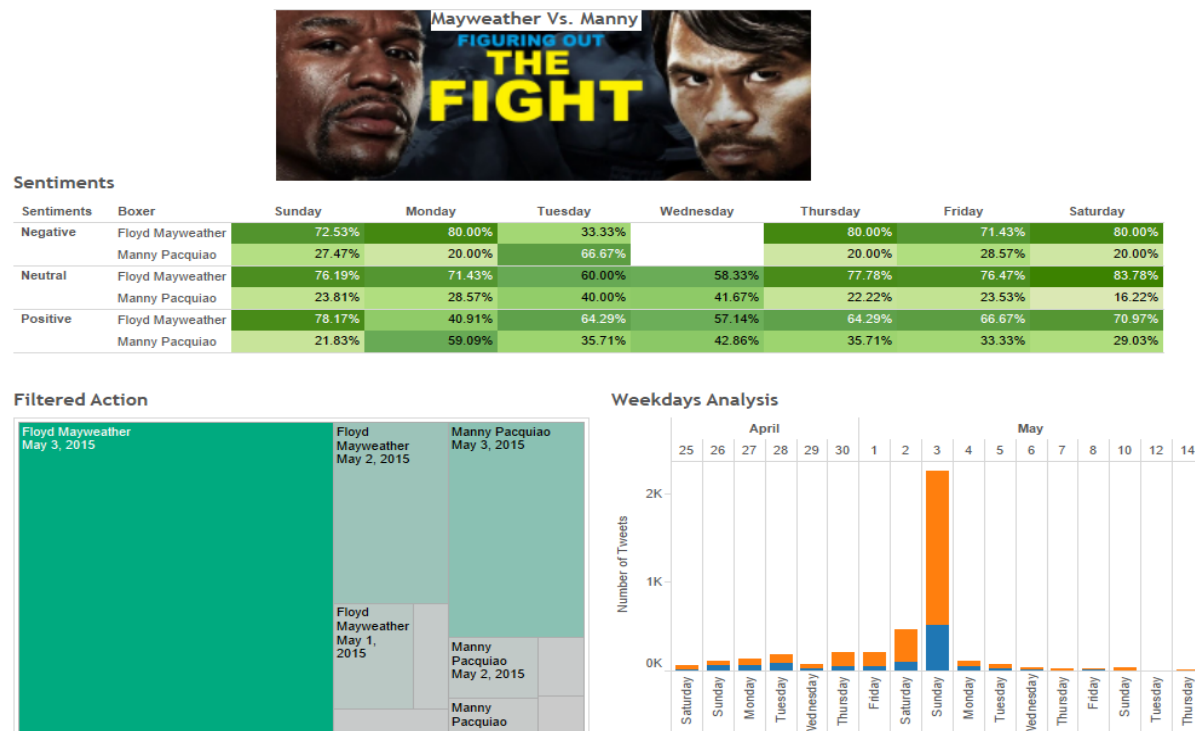 Mayweather Vs. Manny
FIGURING OUT
THE
FIGHT
Sentiments
Sentiments Boxer Sunday Monday Tuesday Wednesday Thursday Friday Saturday
Negative Floyd Mayweather 72.53% 80.00% 33.33% 80.00% 71.43% 80.00%
Manny Pacquiao 27.47% 20.00% 66.67% 20.00% 28.57% 20.00%
Neutral Floyd Mayweather 76.19% 71.43% 60.00% 58.33% 77.78% 76.47% 83.78%
Manny Pacquiao 23.81% 28.57% 40.00% 41.67% 22.22% 23.53% 16.22%
Positive Floyd Mayweather 78.17% 40.91% 64.29% 57.14% 64.29% 66.67% 70.97%
Manny Pacquiao 21.83% 59.09% 35.71% 42.86% 35.71% 33.33% 29.03%
Filtered Action
Floyd Mayweather
May 3, 2015
Floyd
Mayweather
May 2, 2015
Manny Pacquiao
May 3, 2015
Floyd
Mayweather
May 1,
2015
Manny
Pacquiao
May 2, 2015
Manny
Pacquiao
Weekdays Analysis
April May
25 26 27 28 29 30 1 2 3 4 5 6 7 8 10 12 14
2K
1K
0K
Number of Tweets
Saturday Sunday Monday Tuesday Wednesday Thursday Friday Saturday Sunday Monday Tuesday Wednesday Thursday Friday Sunday Tuesday Thursday